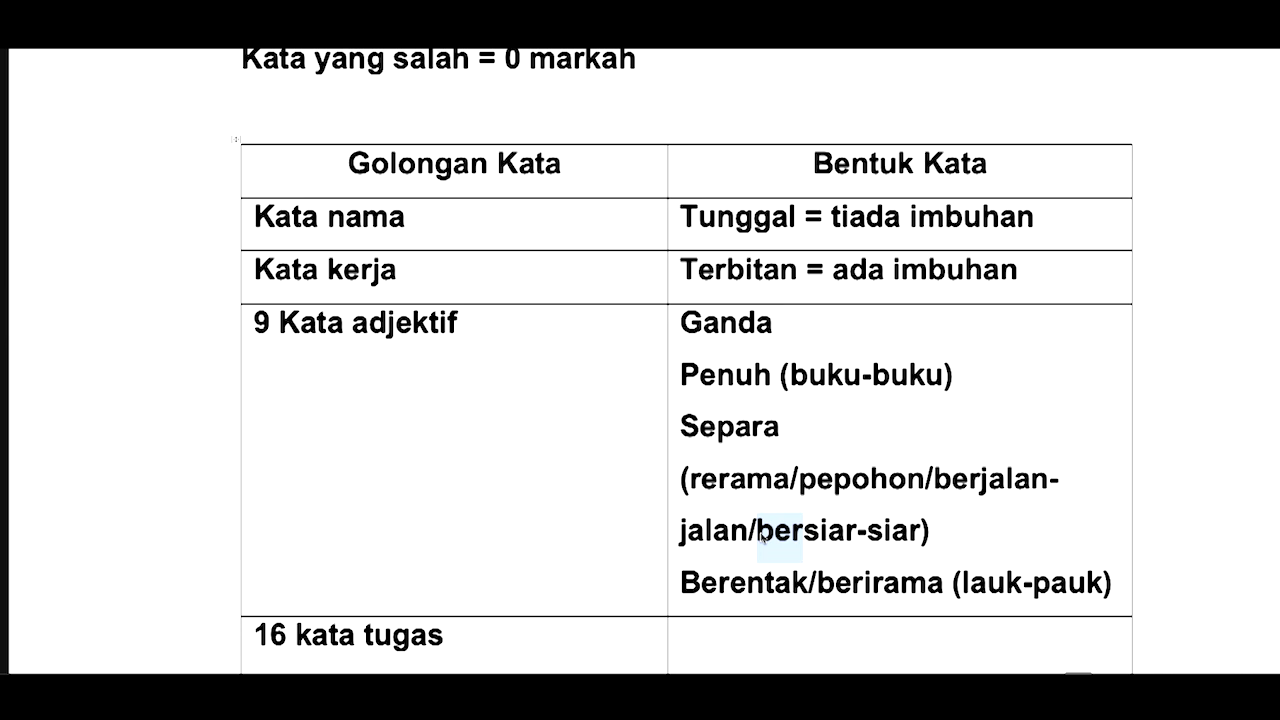 Kata yang salah = 0 markah
Golongan Kata
Bentuk Kata
Kata nama
Tunggal = tiada imbuhan
Kata kerja
Terbitan = ada imbuhan
9 Kata adjektif
Ganda
Penuh (buku-buku)
Separa
(rerama/pepohon/berjalan-
jalan/bersiar-siar)
Berentak/berirama (lauk-pauk)
16 kata tugas